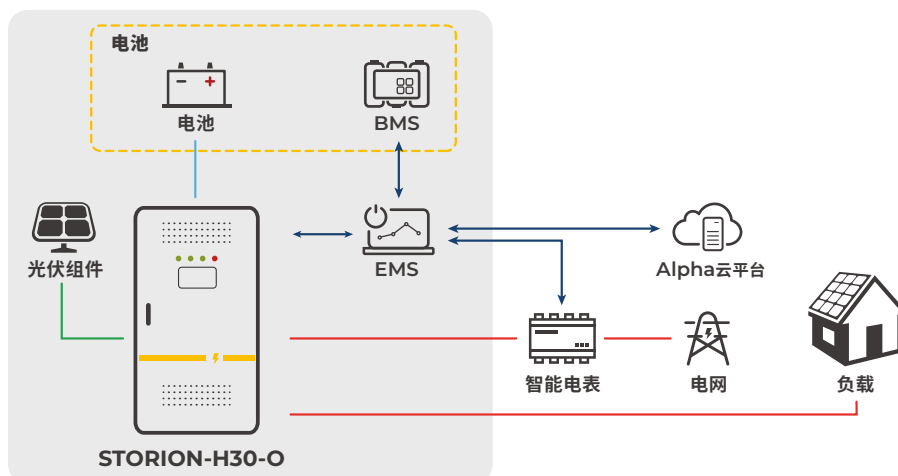 电池
电池
BMS
光伏组件
EMS
Alpha云平台
智能电表
电网
负载
STORION-H30-O